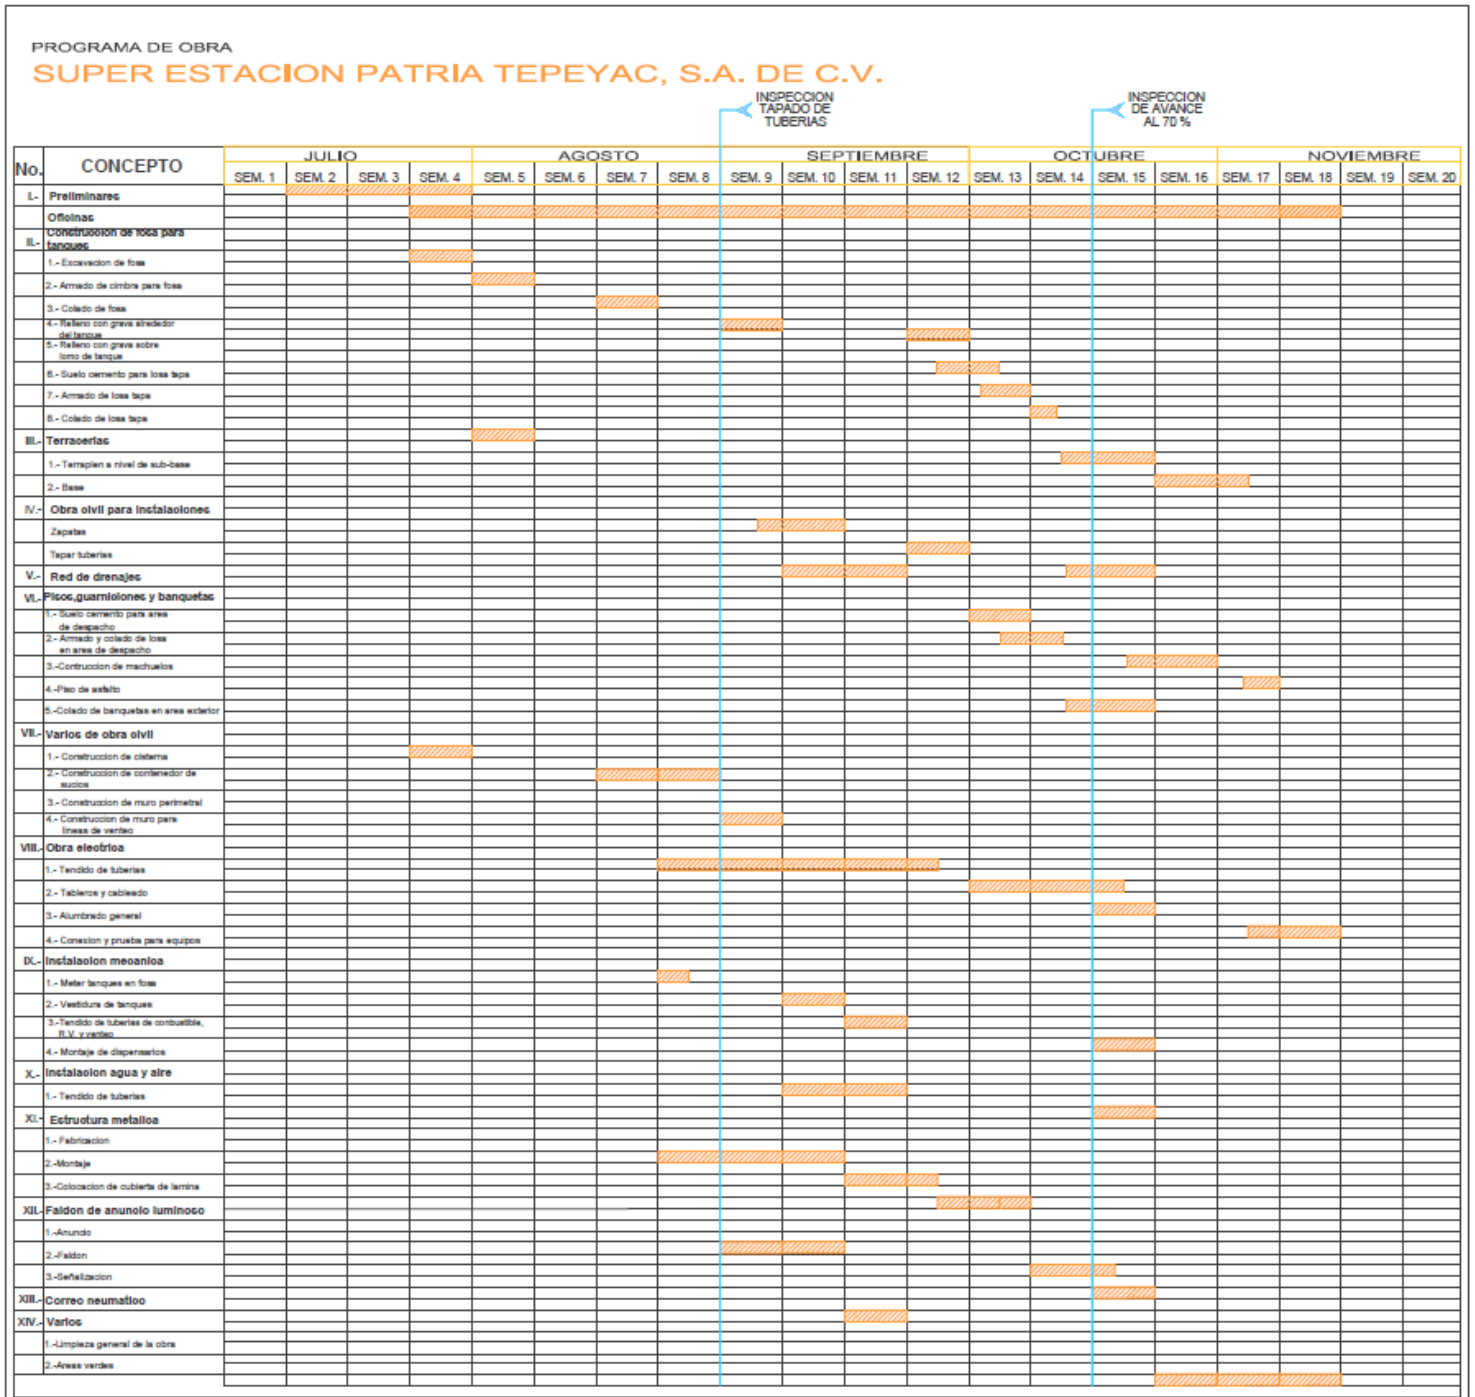 PROGRAMA DE OBRA
SUPER ESTACION PATRIA TEPEYAC, S.A. DE C.V.
INSPECCION
TAPADO DE
TUBERIAS
INSPECCION
DE AVANCE
AL 70 %
No.
CONCEPTO
JULIO
AGOSTO
SEPTIEMBRE
OCTUBRE
NOVIEMBRE
SEM. 1 SEM. 2 SEM. 3 SEM. 4 SEM. 5 SEM. 6 SEM. 7 SEM. 8 SEM. 9 SEM. 10 SEM. 11 SEM. 12 SEM. 13 SEM. 14 SEM. 15 SEM. 16 SEM. 17 SEM. 18 SEM. 19 SEM. 20
I.- Preliminares
Oficinas
II.- Construccion de fosa para
tanques
1.- Excavacion de fosa
2.- Armado de cimbra para fosa
3.- Colado de fosa
4.- Relleno con grava alrededor
del tanque
5.- Relleno con grava sobre
lomo de tanque
6.- Suelo cemento para losa tapa
7.- Armado de losa tapa
8.- Colado de losa tapa
III.- Terracerias
1.- Terraplen a nivel de sub-base
2.- Base
IV.- Obra civil para instalaciones
Zapatas
Tapar tuberias
V.- Red de drenajes
VI.- Pisos,guarniciones y banquetas
1.- Suelo cemento para area
de despacho
2.- Armado y colado de losa
en area de despacho
3.-Contruccion de machuelos
4.-Piso de asfalto
5.-Colado de banquetas en area exterior
VII.- Varios de obra civil
1.- Construccion de cisterna
2.- Construccion de contenedor de
sucios
3.- Construccion de muro perimetral
4.- Construccion de muro para
lineas de venteo
VIII.- Obra electrica
1.- Tendido de tuberias
2.- Tableros y cableado
3.- Alumbrado general
4.- Conexion y prueba para equipos
IX.- Instalacion mecanica
1.- Meter tanques en fosa
2.- Vestidura de tanques
3.-Tendido de tuberias de combustible,
R.V. y venteo
4.- Montaje de dispensarios
X.- Instalacion agua y aire
1.- Tendido de tuberias
XI.- Estructura metalica
1.- Fabricacion
2.-Montaje
3.-Colocacion de cubierta de lamina
XII.- Faldon de anuncio luminoso
1.-Anuncio
2.-Faldon
3.-Señalizacion
XIII.- Correo neumatico
XIV.- Varios
1.-Limpieza general de la obra
2.-Areas verdes